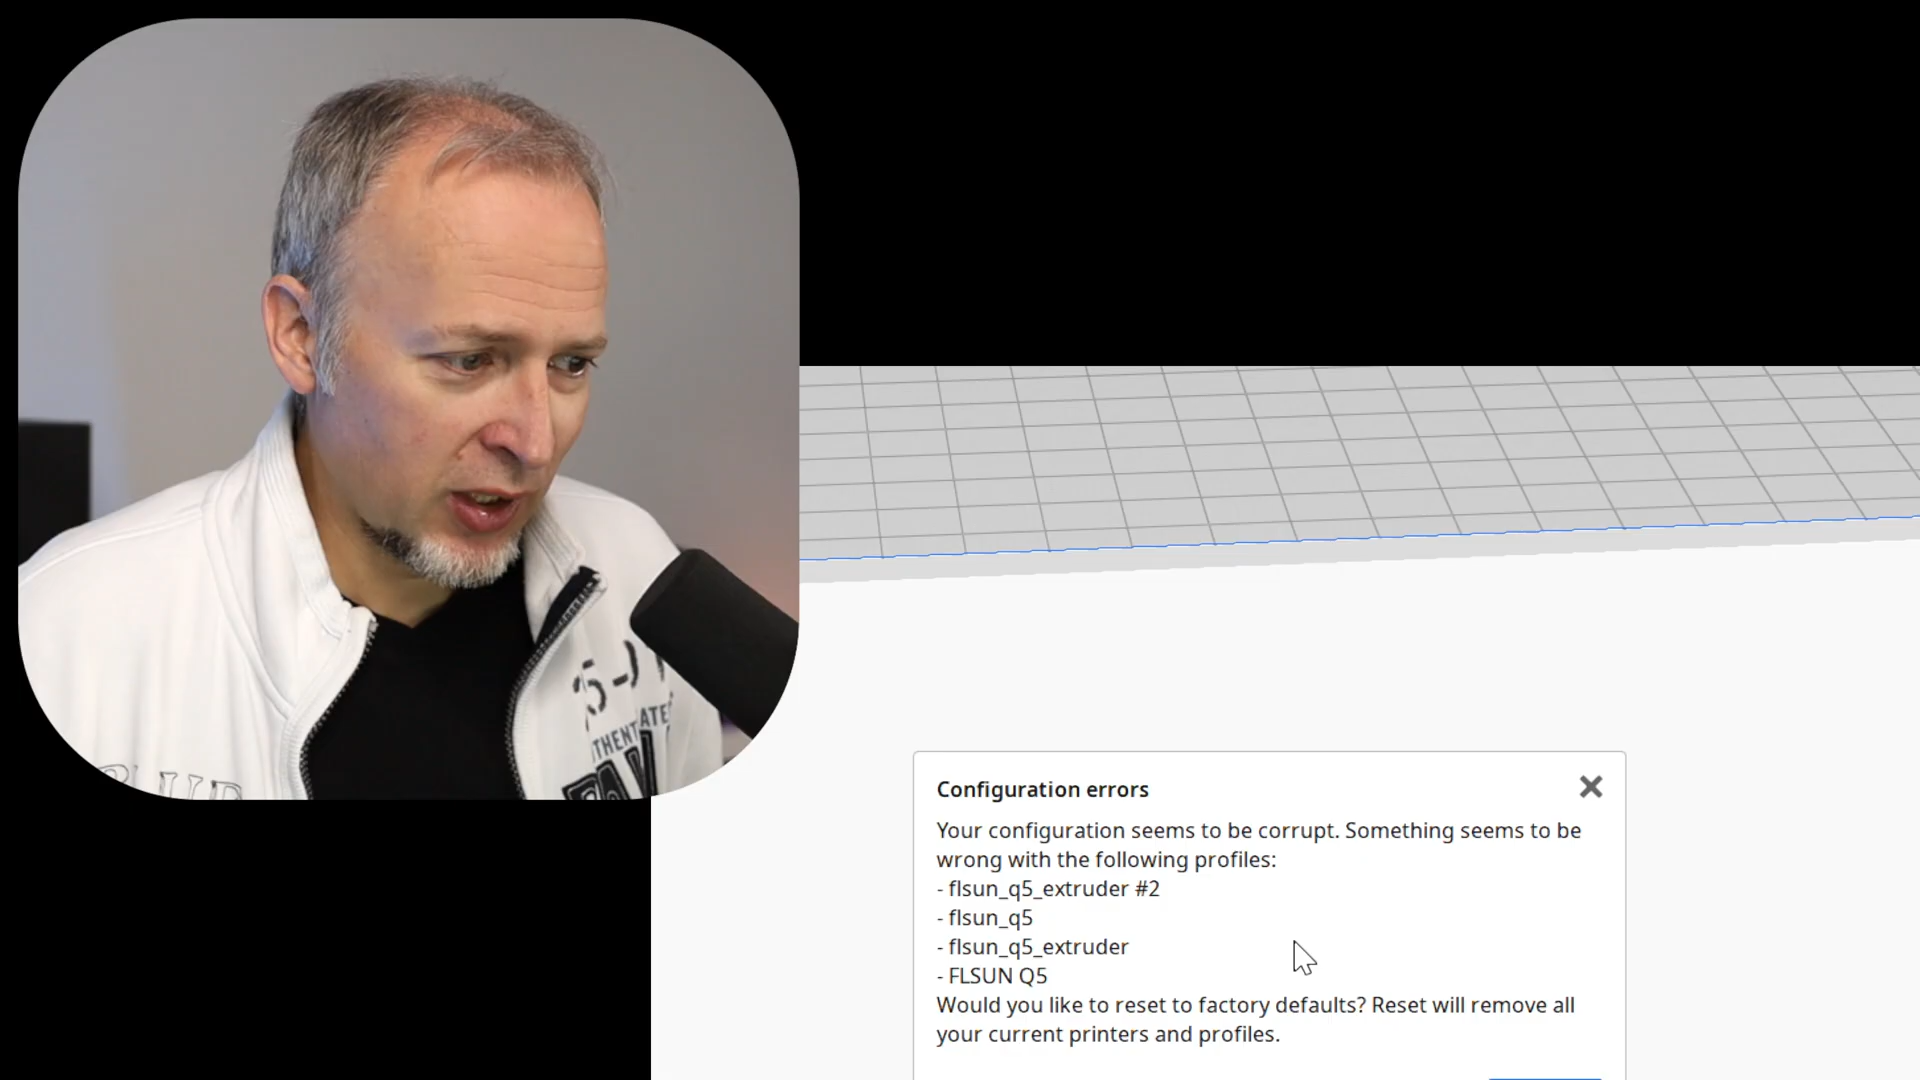 Configuration errors
Your configuration seems to be corrupt. Something seems to be
wrong with the following profiles:
- flsun_q5_extruder #2
- flsun_q5
- flsun_q5_extruder
- FLSUN Q5
Would you like to reset to factory defaults? Reset will remove all
your current printers and profiles.